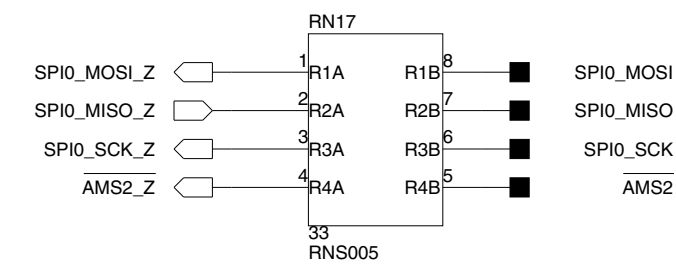 RN17
SPI0_MOSI_Z 1 R1A R1B 8 SPI0_MOSI
SPI0_MISO_Z 2 R2A R2B 7 SPI0_MISO
SPI0_SCK_Z 3 R3A R3B 6 SPI0_SCK
AMS2_Z 4 R4A R4B 5 AMS2
33
RNS005